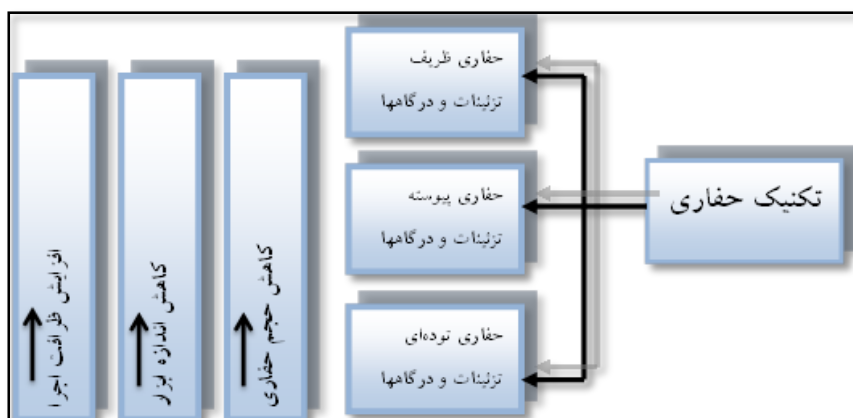 تکنیک حفاری
حفاری ظریف
تزئینات و درگاهها
حفاری پیوسته
تزئینات و درگاهها
حفاری توده‌ای
تزئینات و درگاهها
کاهش حجم حفاری
کاهش اندازه ابزار
افزایش ظرافت اجرا